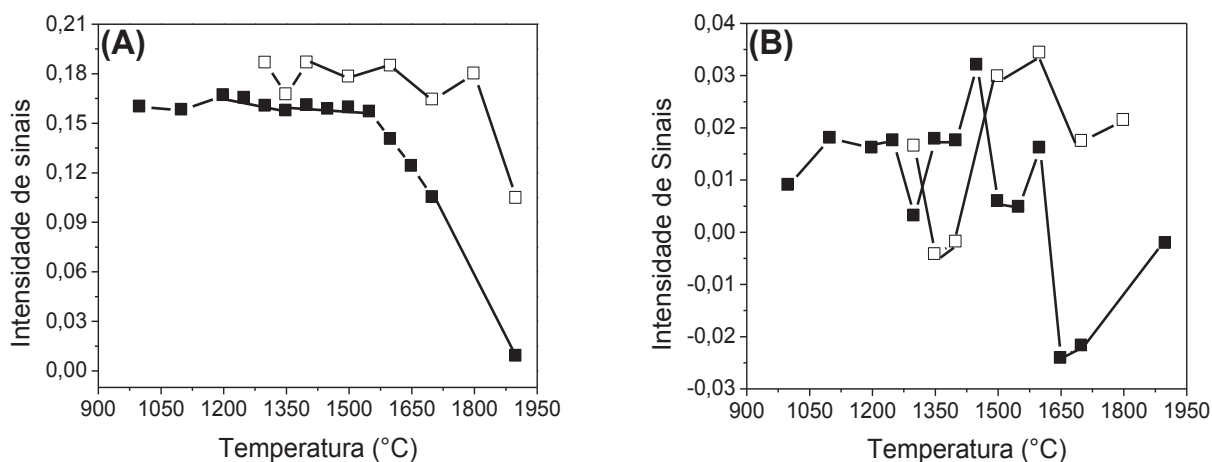 (A)
Intensidade de sinais
0,21
0,18
0,15
0,12
0,09
0,06
0,03
0,00
900 1050 1200 1350 1500 1650 1800 1950
Temperatura (°C)
(B)
Intensidade de Sinais
0,04
0,03
0,02
0,01
0,00
-0,01
-0,02
-0,03
900 1050 1200 1350 1500 1650 1800 1950
Temperatura (°C)